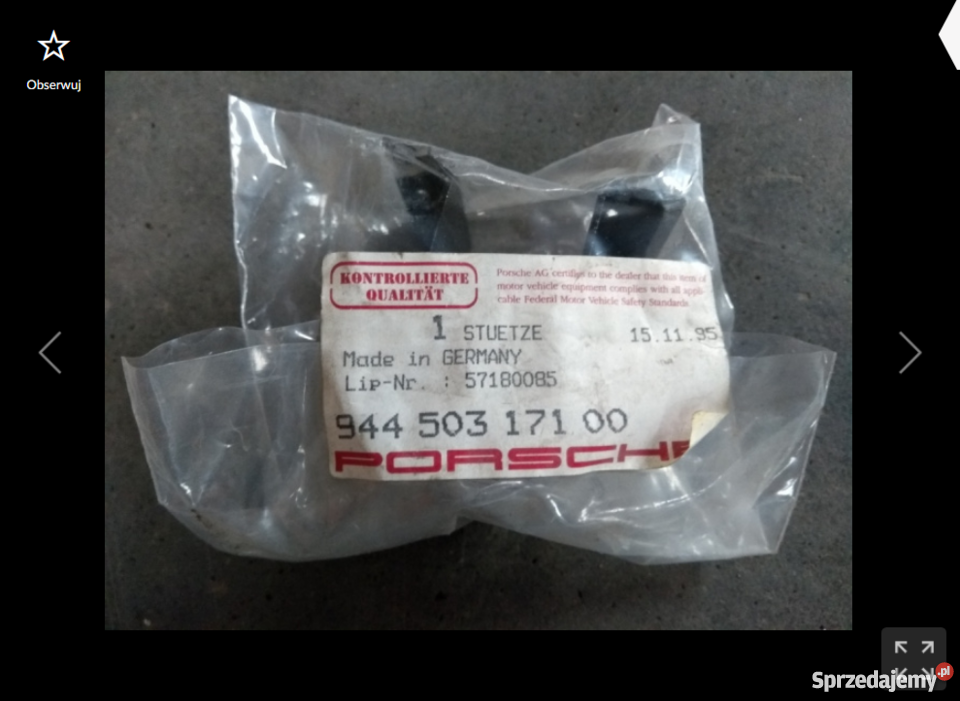 Obserwuj
KONTROLLIERTE
QUALITÄT
Porsche AG certifies to the dealer that this item of
motor vehicle equipment complies with all appli-
cable Federal Motor Vehicle Safety Standards.
1 STUETZE 15.11.95
Made in GERMANY
Lip-Nr. : 57180085
944 503 171 00
PORSCHE
Sprzedajemy.pl